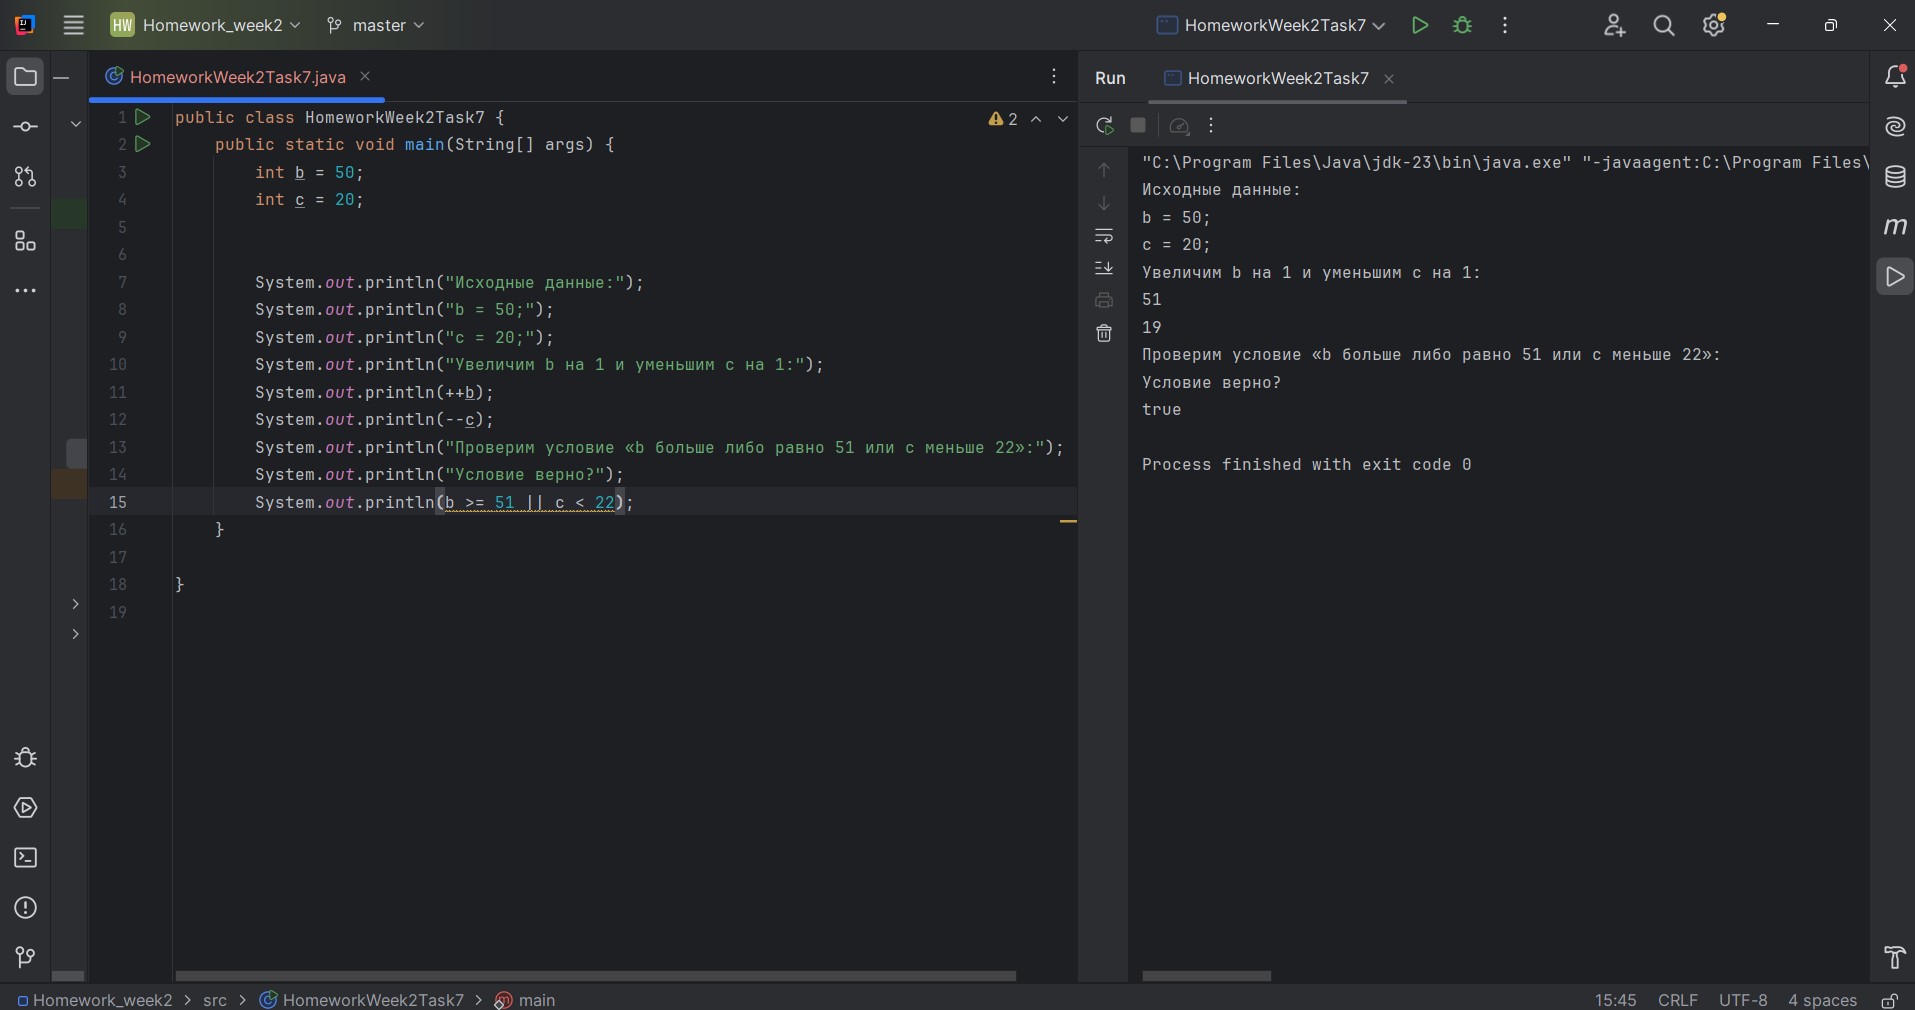 HW Homework_week2 master HomeworkWeek2Task7
HomeworkWeek2Task7.java
Run HomeworkWeek2Task7
2
1 public class HomeworkWeek2Task7 {
2 public static void main(String[] args) {
3 int b = 50;
4 int c = 20;
5
6
7 System.out.println("Исходные данные:");
8 System.out.println("b = 50;");
9 System.out.println("c = 20;");
10 System.out.println("Увеличим b на 1 и уменьшим c на 1:");
11 System.out.println(++b);
12 System.out.println(--c);
13 System.out.println("Проверим условие «b больше либо равно 51 или c меньше 22»:");
14 System.out.println("Условие верно?");
15 System.out.println(b >= 51 || c < 22);
16 }
17
18 }
19
"C:\Program Files\Java\jdk-23\bin\java.exe" "-javaagent:C:\Program Files\
Исходные данные:
b = 50;
c = 20;
Увеличим b на 1 и уменьшим c на 1:
51
19
Проверим условие «b больше либо равно 51 или c меньше 22»:
Условие верно?
true
Process finished with exit code 0
m
Homework_week2 > src > HomeworkWeek2Task7 > m main
15:45 CRLF UTF-8 4 spaces